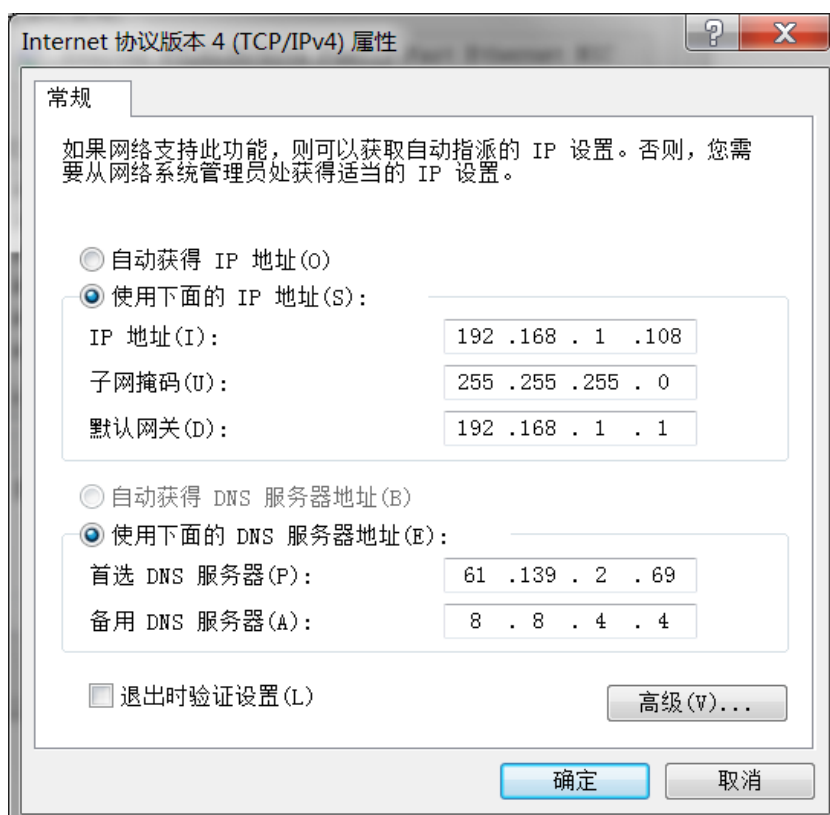 Internet 协议版本 4 (TCP/IPv4) 属性
常规
如果网络支持此功能，则可以获取自动指派的 IP 设置。否则，您需
要从网络系统管理员处获得适当的 IP 设置。
自动获得 IP 地址(O)
使用下面的 IP 地址(S):
IP 地址(I): 192 .168 . 1 .108
子网掩码(U): 255 .255 .255 . 0
默认网关(D): 192 .168 . 1 . 1
自动获得 DNS 服务器地址(B)
使用下面的 DNS 服务器地址(E):
首选 DNS 服务器(P): 61 .139 . 2 . 69
备用 DNS 服务器(A): 8 . 8 . 4 . 4
退出时验证设置(L)
高级(V)...
确定 取消